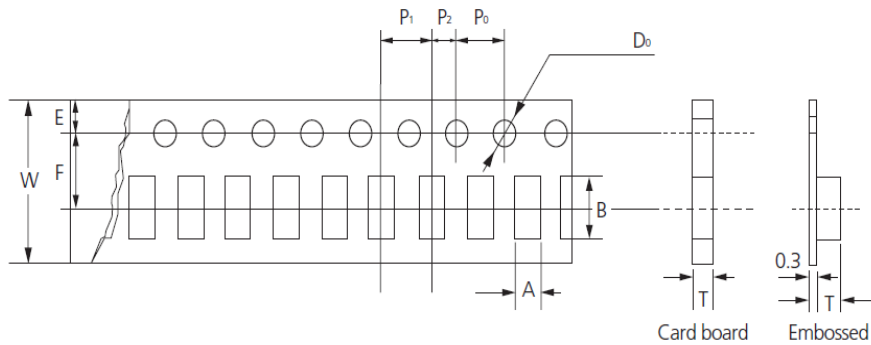 P₁ P₂ P₀
D₀
E
F
W
B
A
0.3
T T
Card board Embossed